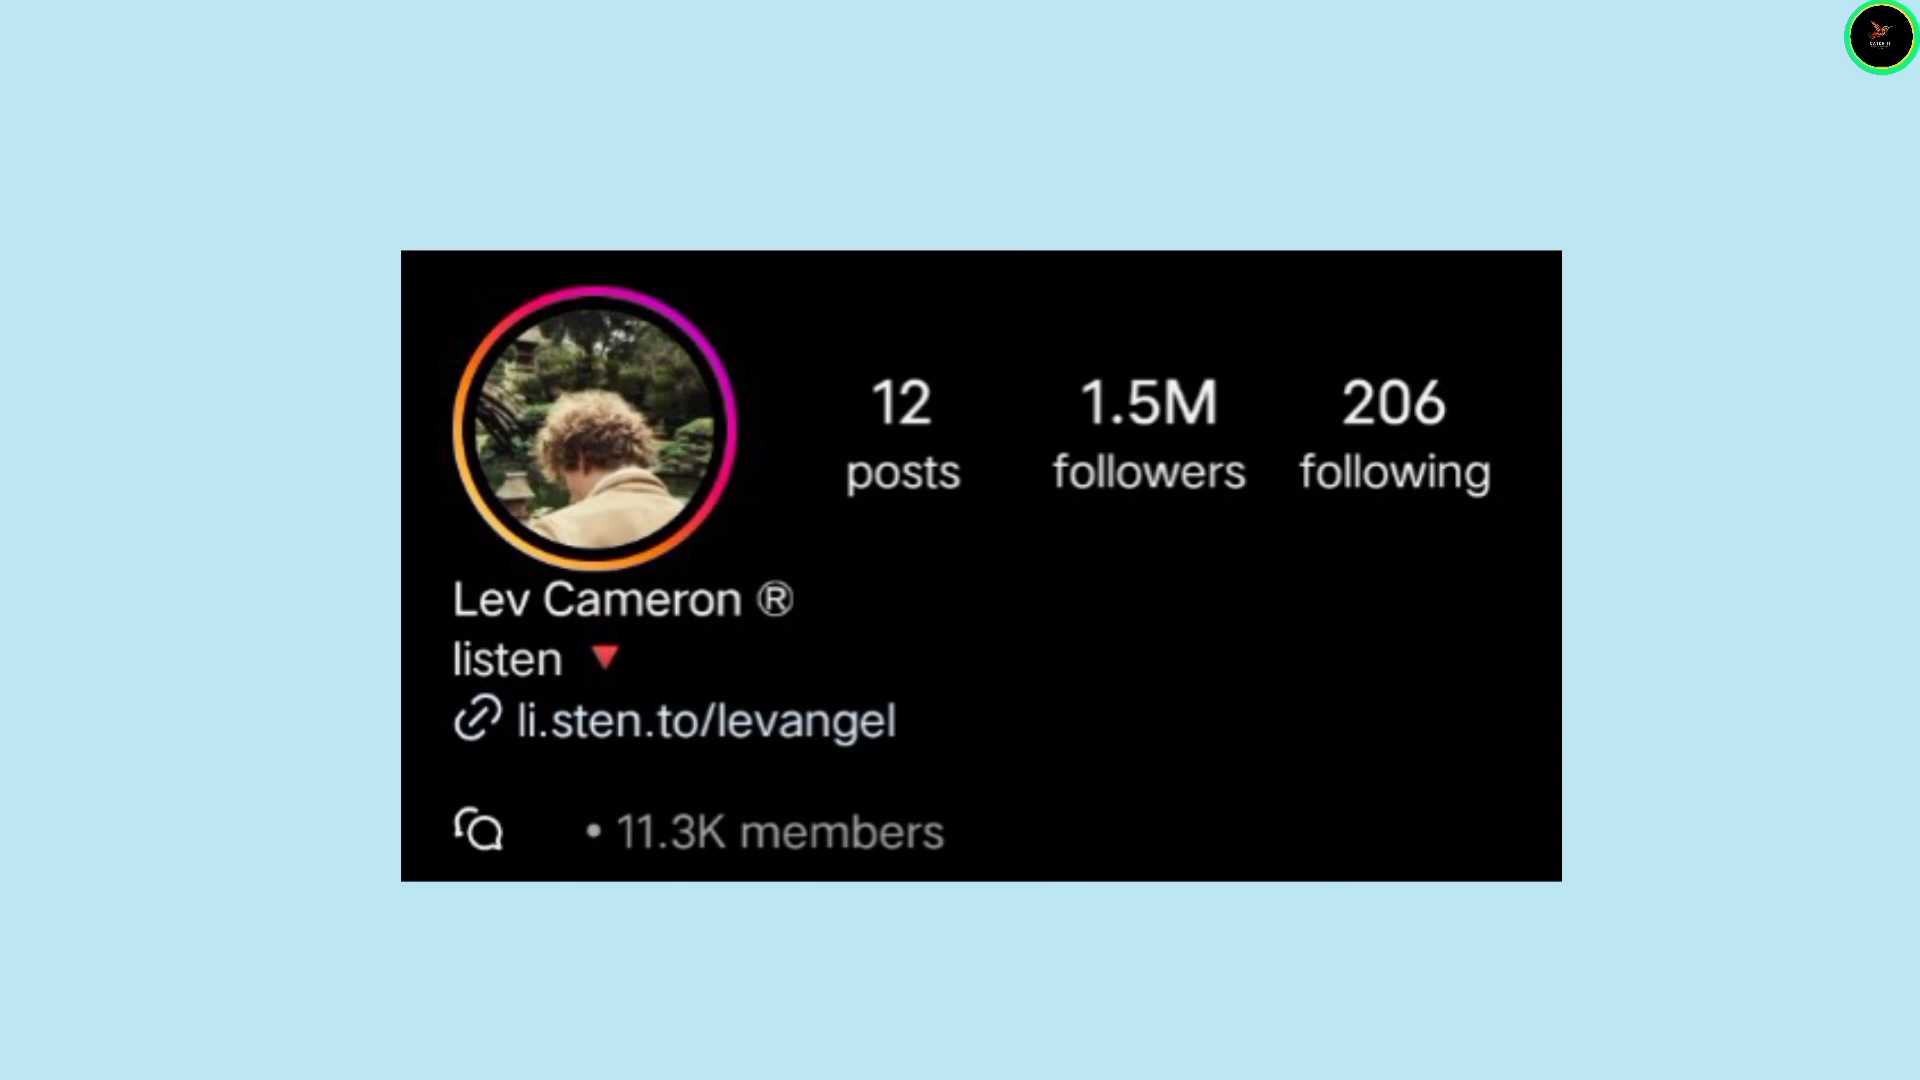 12
posts
1.5M
followers
206
following
Lev Cameron ®
listen 🔻
li.sten.to/levangel
• 11.3K members